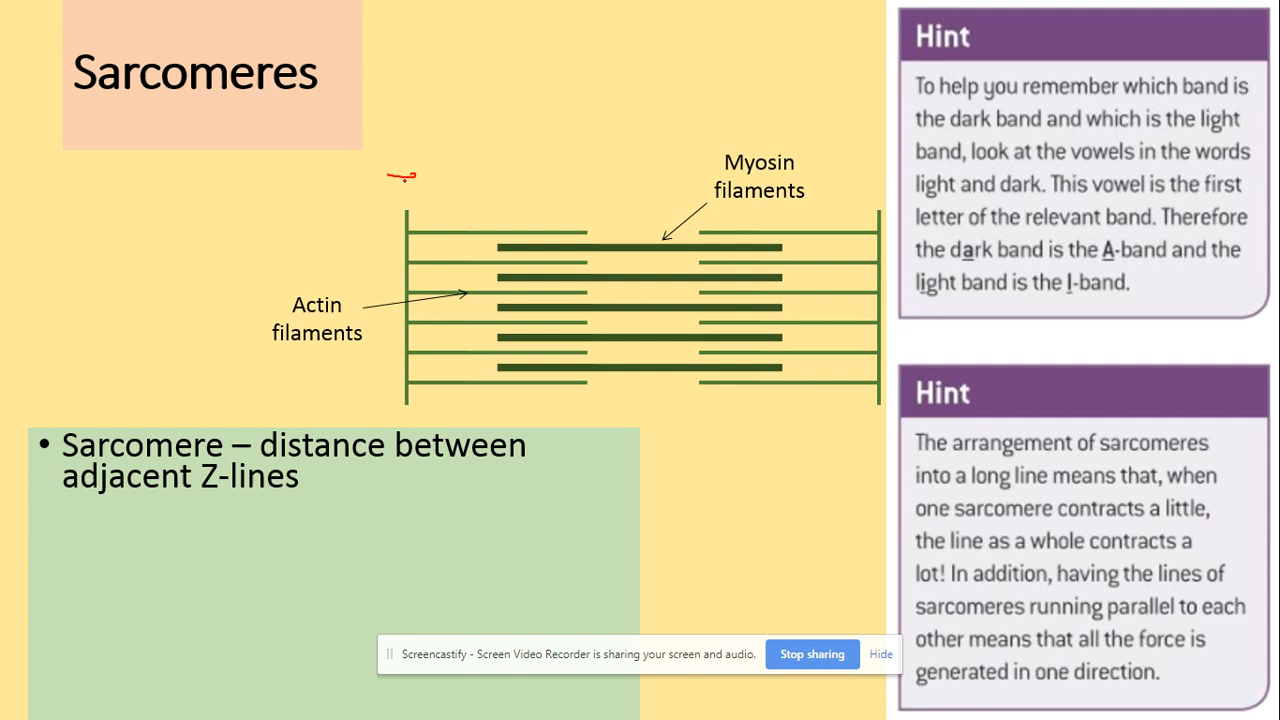 Sarcomeres
Myosin
filaments
Actin
filaments
• Sarcomere – distance between
adjacent Z-lines
Hint
To help you remember which band is
the dark band and which is the light
band, look at the vowels in the words
light and dark. This vowel is the first
letter of the relevant band. Therefore
the dark band is the A-band and the
light band is the I-band.
Hint
The arrangement of sarcomeres
into a long line means that, when
one sarcomere contracts a little,
the line as a whole contracts a
lot! In addition, having the lines of
sarcomeres running parallel to each
other means that all the force is
generated in one direction.
Screencastify - Screen Video Recorder is sharing your screen and audio.
Stop sharing
Hide